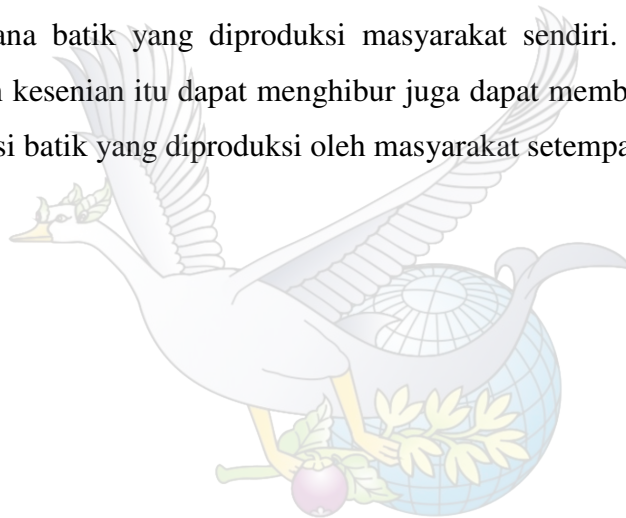 ana batik yang diproduksi masyarakat sendiri.
kesenian itu dapat menghibur juga dapat memb
si batik yang diproduksi oleh masyarakat setempa